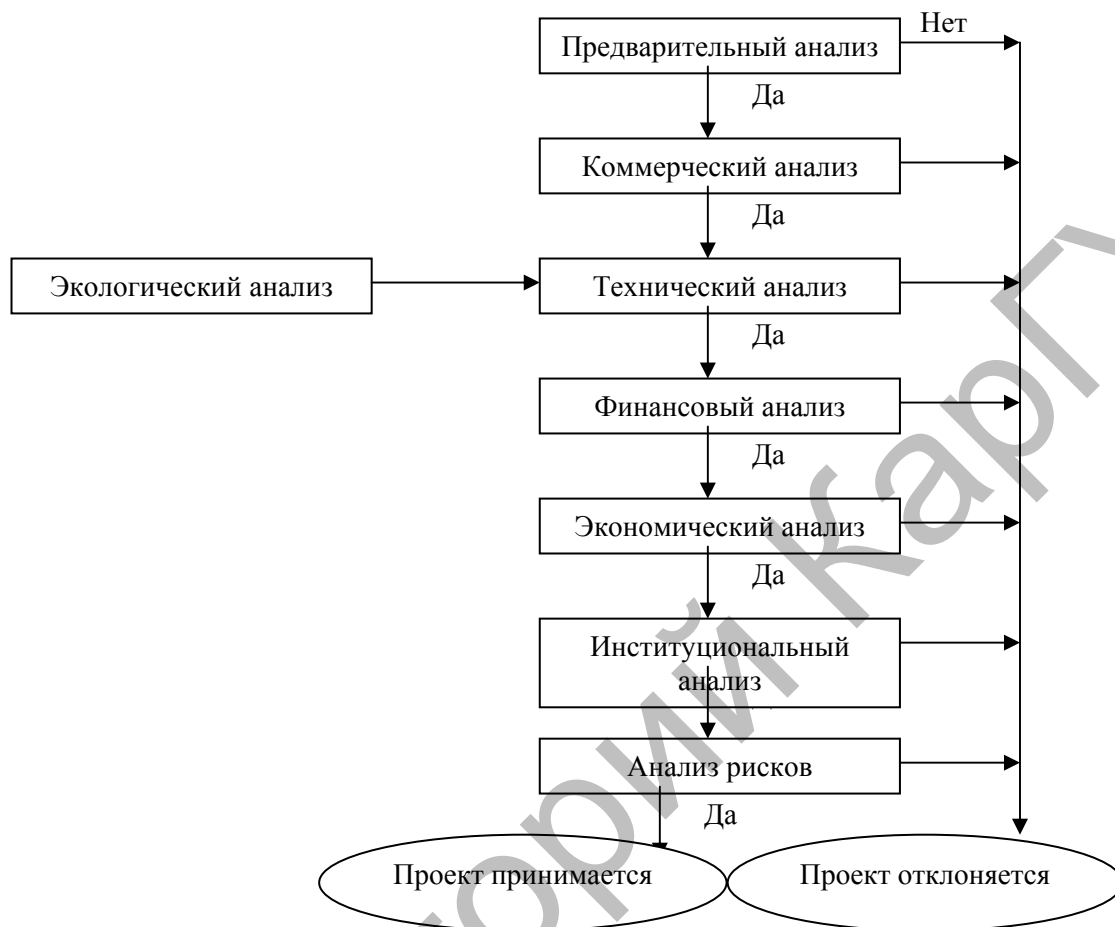 Предварительный анализ
Нет
Да
Коммерческий анализ
Да
Экологический анализ
Технический анализ
Да
Финансовый анализ
Да
Экономический анализ
Да
Институциональный
анализ
Анализ рисков
Да
Проект принимается
Проект отклоняется